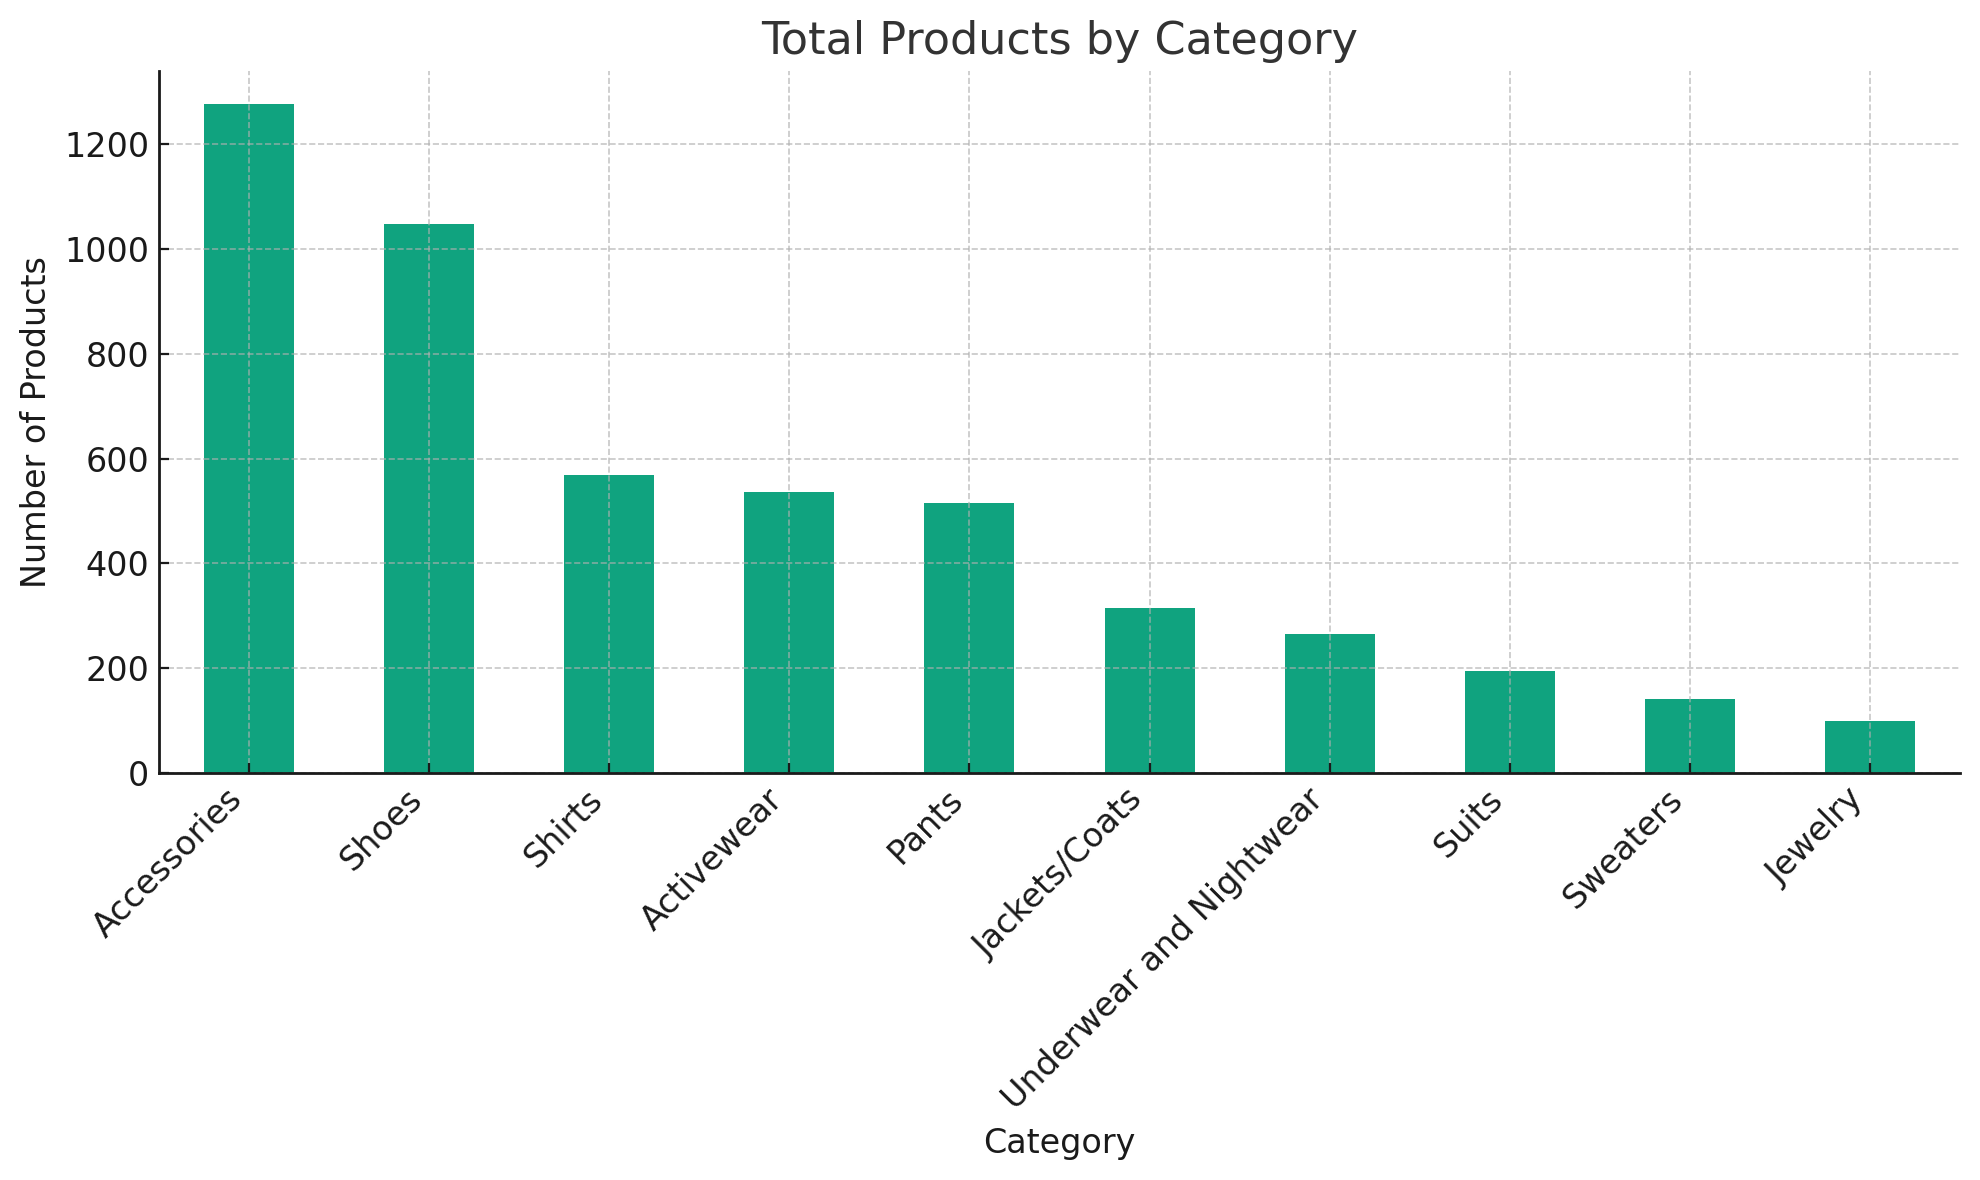 Total Products by Category
Number of Products
1200
1000
800
600
400
200
0
Accessories
Shoes
Shirts
Activewear
Pants
Jackets/Coats
Underwear and Nightwear
Suits
Sweaters
Jewelry
Category